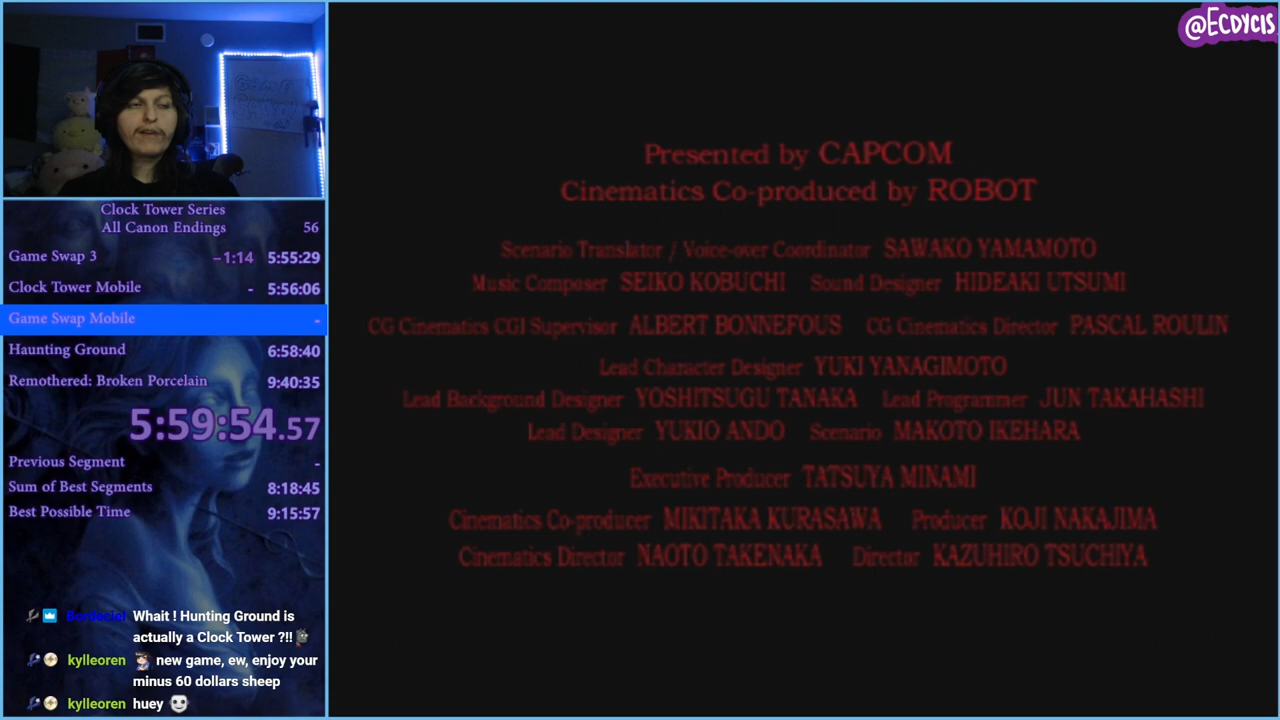 @ECDYCIS
Clock Tower Series
All Canon Endings 56
Game Swap 3 −1:14 5:55:29
Clock Tower Mobile - 5:56:06
Game Swap Mobile -
Haunting Ground 6:58:40
Remothered: Broken Porcelain 9:40:35
5:59:54.57
Previous Segment -
Sum of Best Segments 8:18:45
Best Possible Time 9:15:57
Whait ! Hunting Ground is
actually a Clock Tower ?!!
kylleoren new game, ew, enjoy your
minus 60 dollars sheep
kylleoren huey
Presented by CAPCOM
Cinematics Co-produced by ROBOT
Scenario Translator / Voice-over Coordinator SAWAKO YAMAMOTO
Music Composer SEIKO KOBUCHI Sound Designer HIDEAKI UTSUMI
CG Cinematics CGI Supervisor ALBERT BONNEFOUS CG Cinematics Director PASCAL ROULIN
Lead Character Designer YUKI YANAGIMOTO
Lead Background Designer YOSHITSUGU TANAKA Lead Programmer JUN TAKAHASHI
Lead Designer YUKIO ANDO Scenario MAKOTO IKEHARA
Executive Producer TATSUYA MINAMI
Cinematics Co-producer MIKITAKA KURASAWA Producer KOJI NAKAJIMA
Cinematics Director NAOTO TAKENAKA Director KAZUHIRO TSUCHIYA